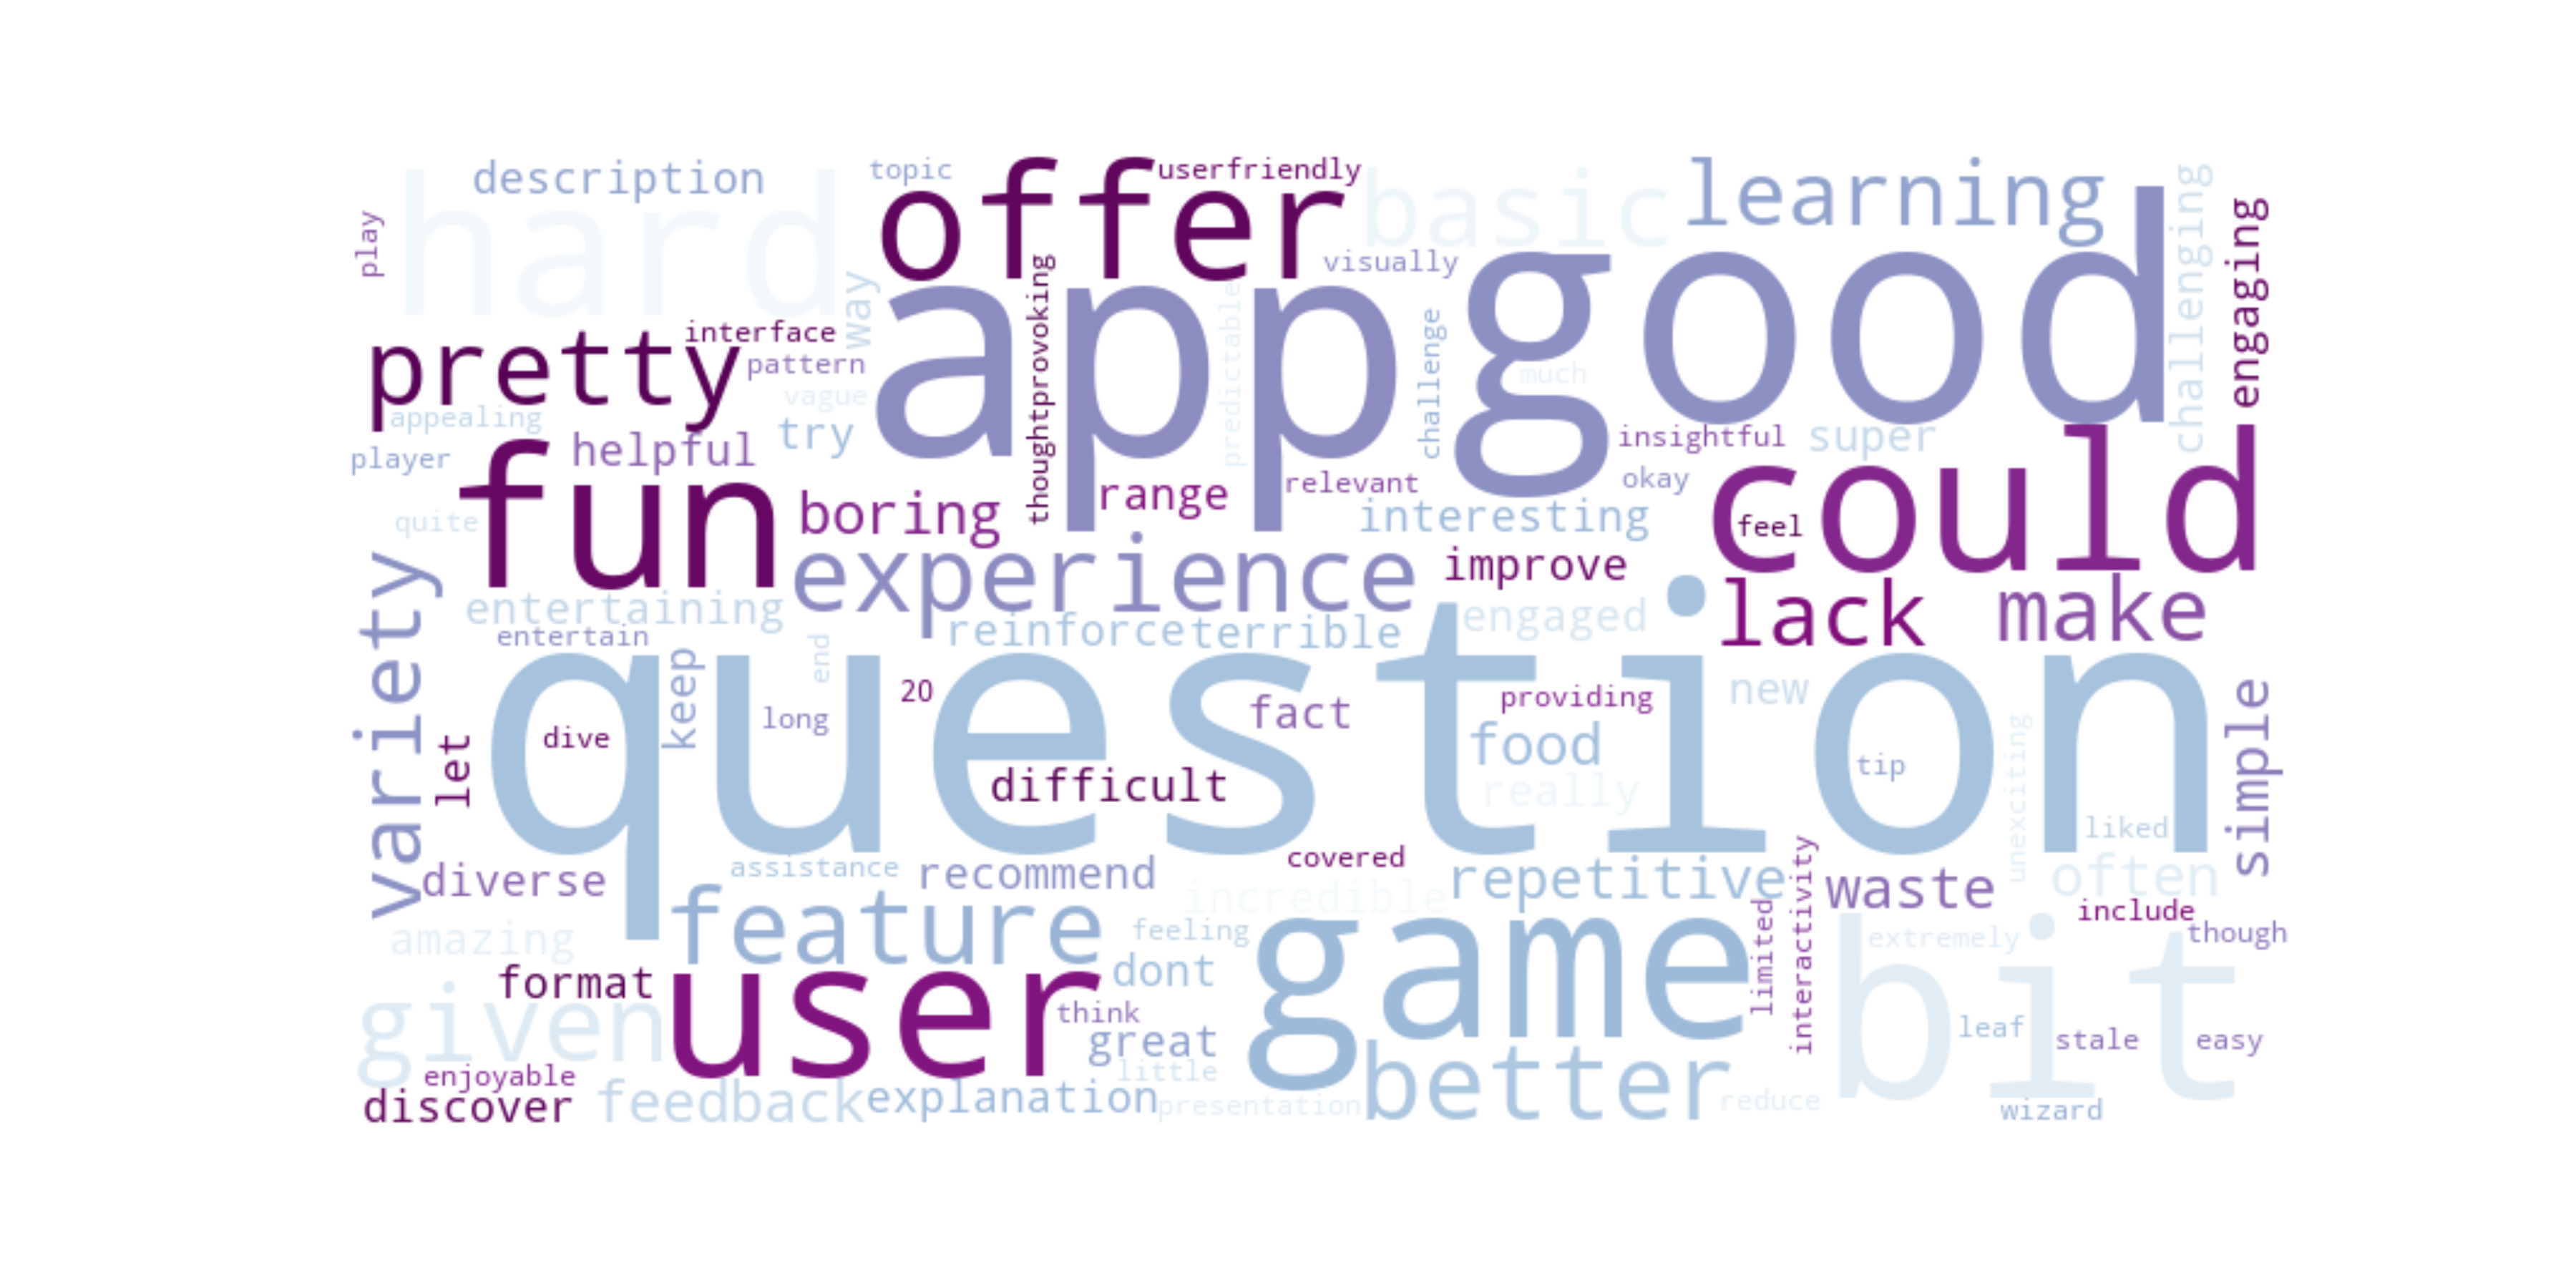 description
topic
userfriendly
hard
offer
basic
learning
challenging
play
engaging
visually
way
app
good
thoughtprovoking
predictable
challenge
interface
pretty
pattern
vague
much
appealing
try
helpful
player
insightful
super
okay
relevant
range
fun
boring
quite
interesting
could
feel
experience
improve
variety
entertaining
entertain
reinforce
terrible
engaged
lack
make
end
keep
question
20
long
dive
fact
providing
new
food
tip
simple
let
difficult
really
unexciting
liked
covered
diverse
assistance
recommend
incredible
repetitive
interactivity
waste
often
include
though
amazing
feature
feeling
game
limited
extremely
bit
format
user
dont
given
think
great
leaf
stale
easy
little
enjoyable
discover
feedback
explanation
presentation
better
reduce
wizard